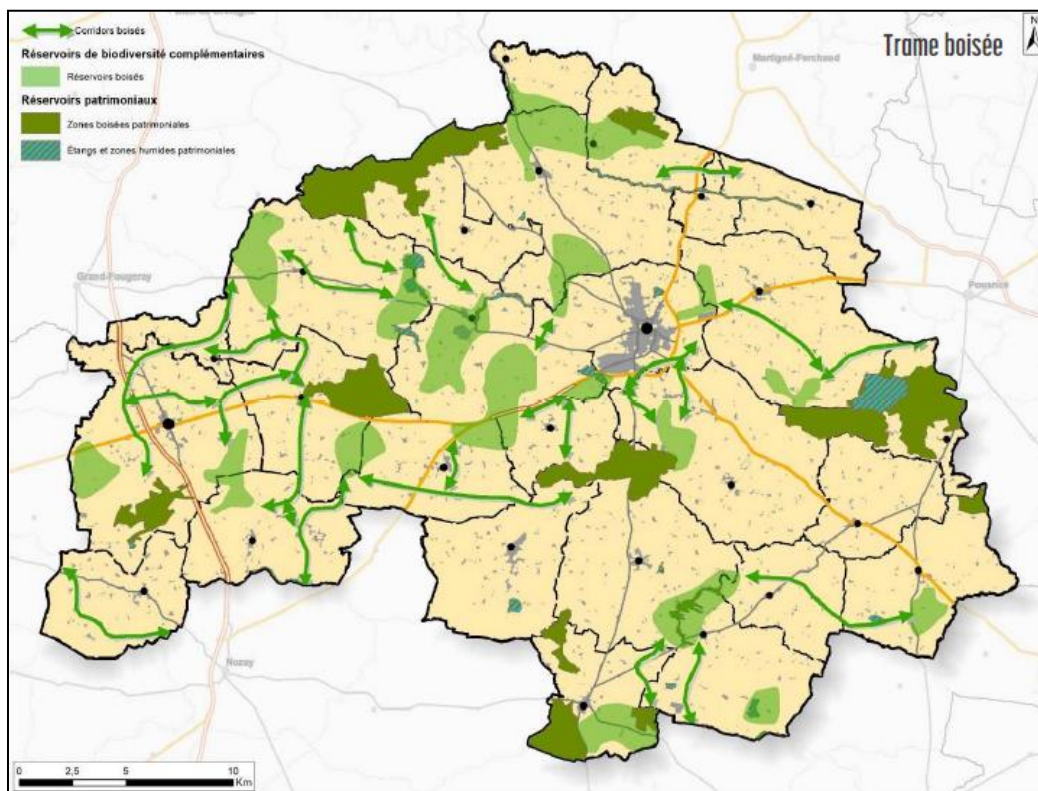 Corridors boisés
Réservoirs de biodiversité complémentaires
Réservoirs boisés
Réservoirs patrimoniaux
Zones boisées patrimoniales
Étangs et zones humides patrimoniales
Trame boisée
N
Martigné-Ferchaud
Grand-Fougeray
Pouancé
Nozay
0 2,5 5 10
Km